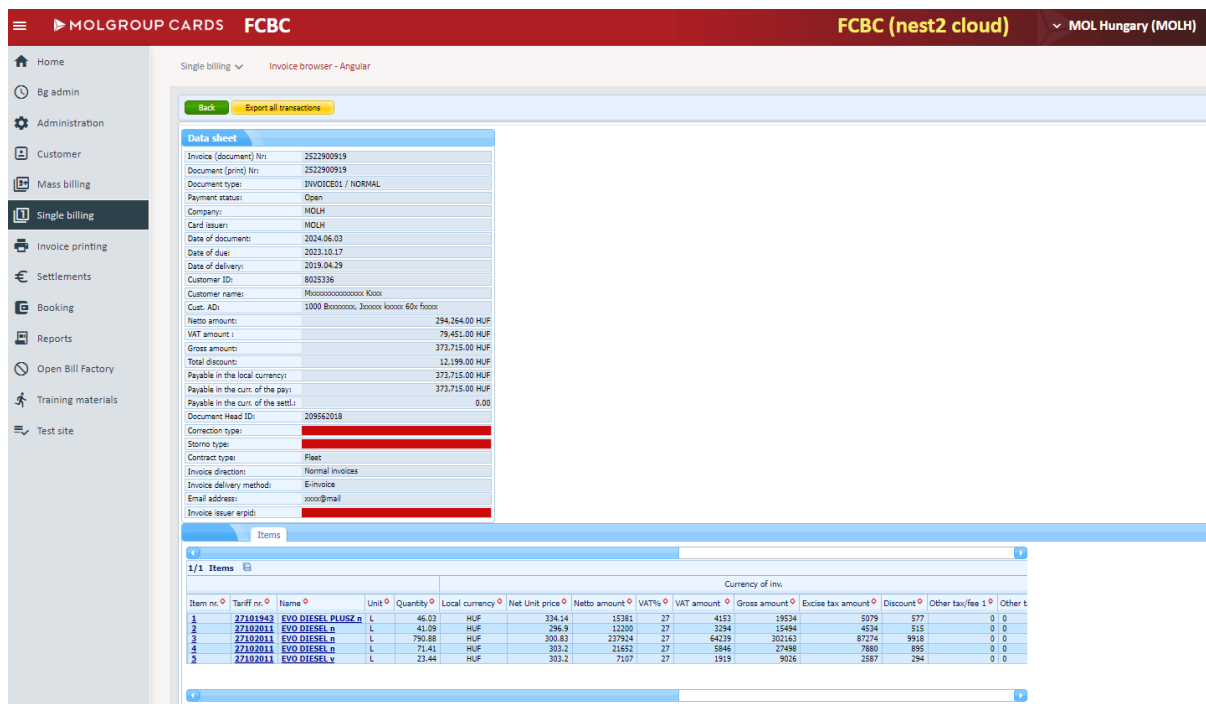 MOLGROUP CARDS FCBC FCBC (nest2 cloud) MOL Hungary (MOLH)
Home
Bg admin
Administration
Customer
Mass billing
Single billing
Invoice printing
Settlements
Booking
Reports
Open Bill Factory
Training materials
Test site
Single billing Invoice browser - Angular
Back Export all transactions
Data sheet
Invoice (document) Nr: 2522900919
Document (print) Nr: 2522900919
Document type: INVOICE01 / NORMAL
Payment status: Open
Company: MOLH
Card issuer: MOLH
Date of document: 2024.06.03
Date of due: 2023.10.17
Date of delivery: 2019.04.29
Customer ID: 8025336
Customer name: Mxxxxxxxxxxxxxx Kxxx
Cust. AD: 1000 Bxxxxxxx, Jxxxxx kxxxx 60x fxxxx
Netto amount: 294,264.00 HUF
VAT amount : 79,451.00 HUF
Gross amount: 373,715.00 HUF
Total discount: 12,199.00 HUF
Payable in the local currency: 373,715.00 HUF
Payable in the curr. of the pay: 373,715.00 HUF
Payable in the curr. of the settl.: 0.00
Document Head ID: 209562018
Correction type:
Storno type:
Contract type: Fleet
Invoice direction: Normal invoices
Invoice delivery method: E-invoice
Email address: xxxx@mail
Invoice issuer erpid:
Items
1/1 Items
Currency of inv.
Item nr. Tariff nr. Name Unit Quantity Local currency Net Unit price Netto amount VAT% VAT amount Gross amount Excise tax amount Discount Other tax/fee 1 Other t
1 27101943 EVO DIESEL PLUSZ n L 46.03 HUF 334.14 15381 27 4153 19534 5079 577 0 0
2 27102011 EVO DIESEL n L 41.09 HUF 296.9 12200 27 3294 15494 4534 515 0 0
3 27102011 EVO DIESEL n L 790.88 HUF 300.83 237924 27 64239 302163 87274 9918 0 0
4 27102011 EVO DIESEL n L 71.41 HUF 303.2 21652 27 5846 27498 7880 895 0 0
5 27102011 EVO DIESEL v L 23.44 HUF 303.2 7107 27 1919 9026 2587 294 0 0